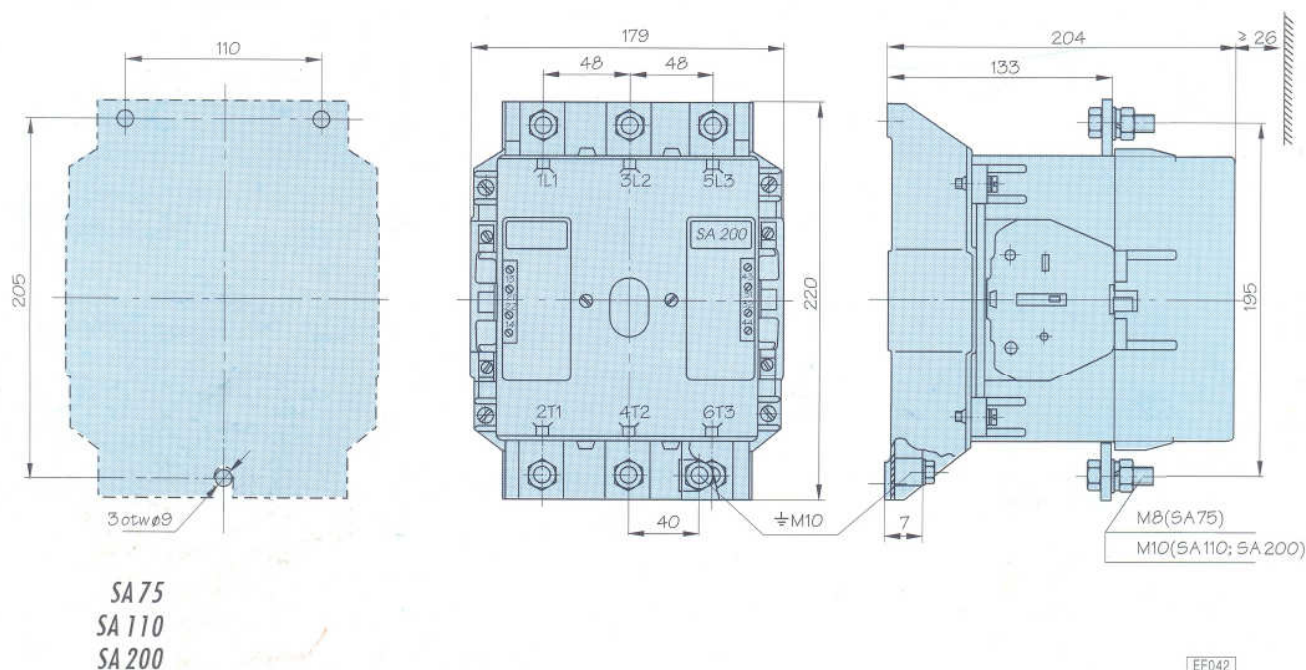 110
205
3otwø9
179
48 48
1L1 3L2 5L3
SA 200
220
2T1 4T2 6T3
40
⏚M10
204
≥ 26
133
195
7
M8(SA75)
M10(SA110; SA200)
SA 75
SA 110
SA 200
EF042